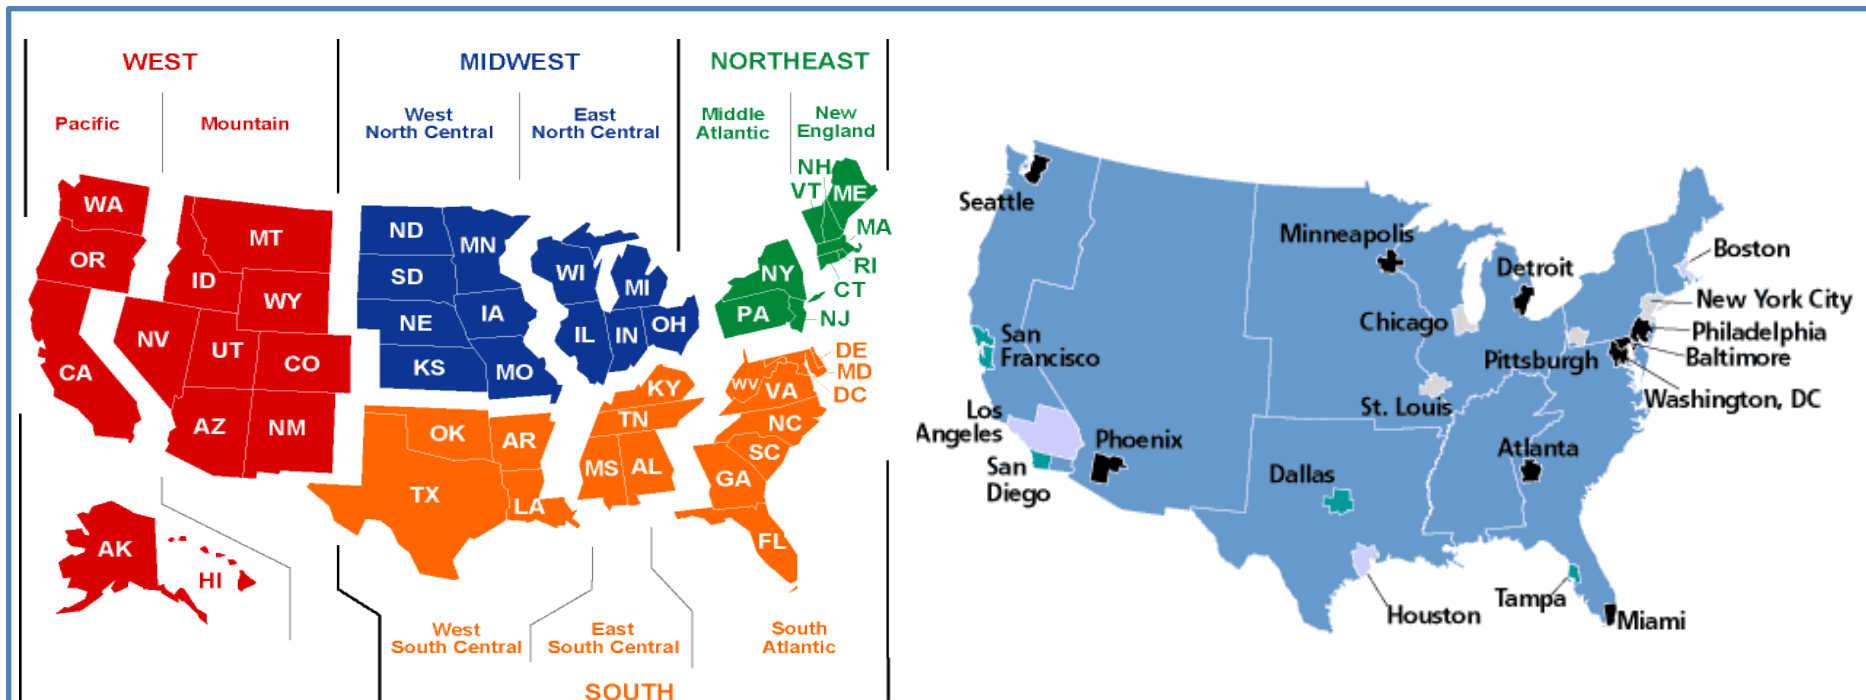 WEST
MIDWEST
NORTHEAST
Pacific
Mountain
West
North Central
East
North Central
Middle
Atlantic
New
England
WA
OR
CA
MT
ID
WY
NV
UT
CO
AZ
NM
AK
HI
ND
SD
NE
KS
MN
IA
MO
WI
MI
IL
IN
OH
NH
VT
ME
MA
RI
CT
NJ
NY
PA
DE
MD
DC
WV
VA
KY
TN
NC
SC
GA
FL
MS
AL
OK
AR
TX
LA
West
South Central
East
South Central
South
Atlantic
SOUTH
Seattle
Minneapolis
Detroit
Boston
New York City
Chicago
Philadelphia
Pittsburgh
Baltimore
San
Francisco
St. Louis
Washington, DC
Los
Angeles
Phoenix
Atlanta
San
Diego
Dallas
Houston
Tampa
Miami